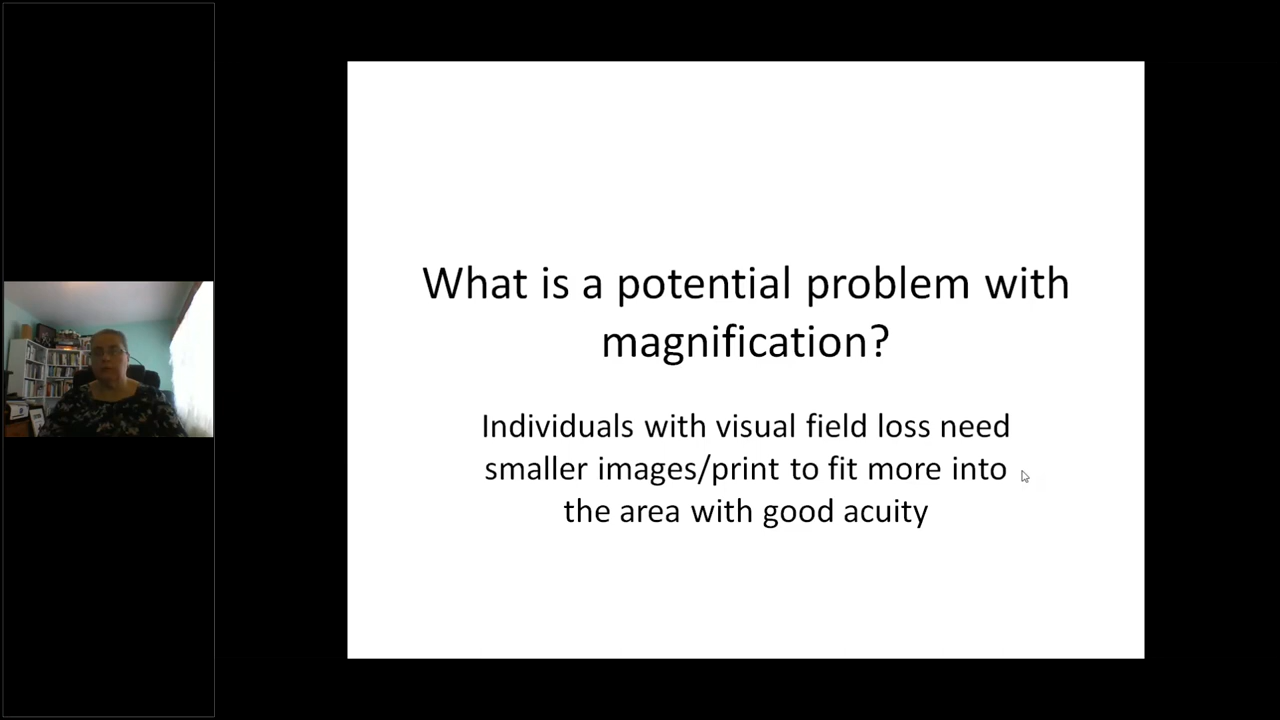 What is a potential problem with
magnification?
Individuals with visual field loss need
smaller images/print to fit more into
the area with good acuity